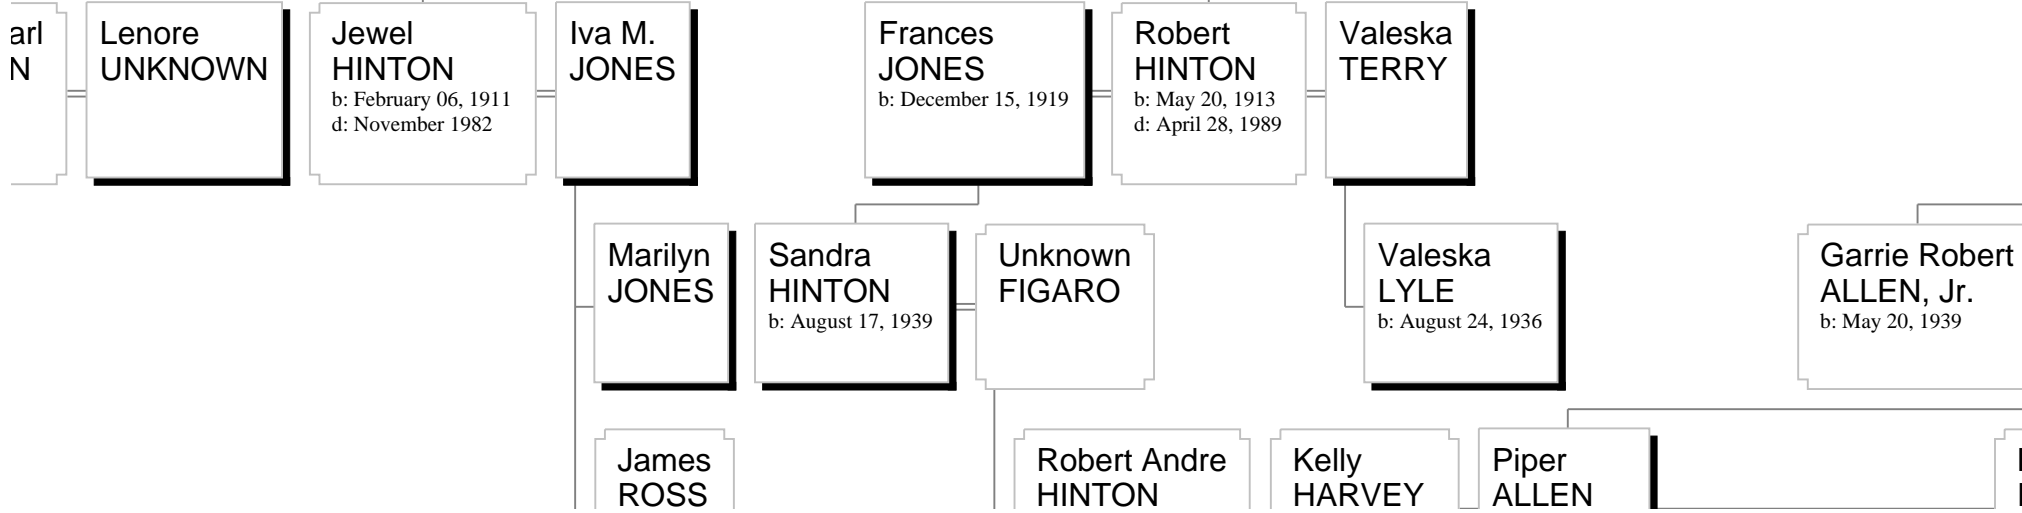 arl
N
Lenore
UNKNOWN
Jewel
HINTON
b: February 06, 1911
d: November 1982
Iva M.
JONES
Frances
JONES
b: December 15, 1919
Robert
HINTON
b: May 20, 1913
d: April 28, 1989
Valeska
TERRY
Marilyn
JONES
Sandra
HINTON
b: August 17, 1939
Unknown
FIGARO
Valeska
LYLE
b: August 24, 1936
Garrie Robert
ALLEN, Jr.
b: May 20, 1939
James
ROSS
Robert Andre
HINTON
Kelly
HARVEY
Piper
ALLEN